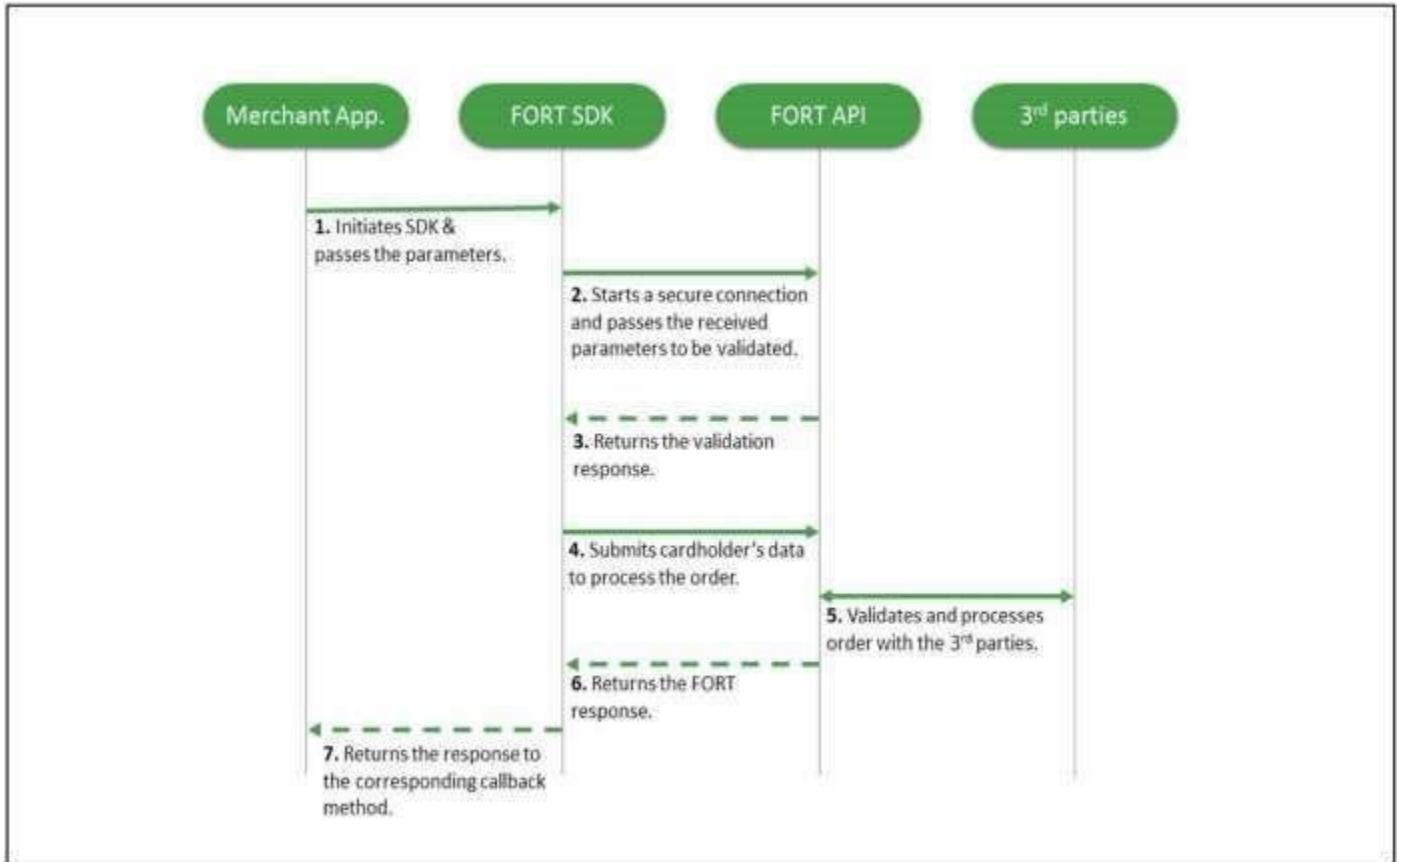 Merchant App.
FORT SDK
FORT API
3rd parties
1. Initiates SDK &
passes the parameters.
2. Starts a secure connection
and passes the received
parameters to be validated.
3. Returns the validation
response.
4. Submits cardholder's data
to process the order.
5. Validates and processes
order with the 3rd parties.
6. Returns the FORT
response.
7. Returns the response to
the corresponding callback
method.